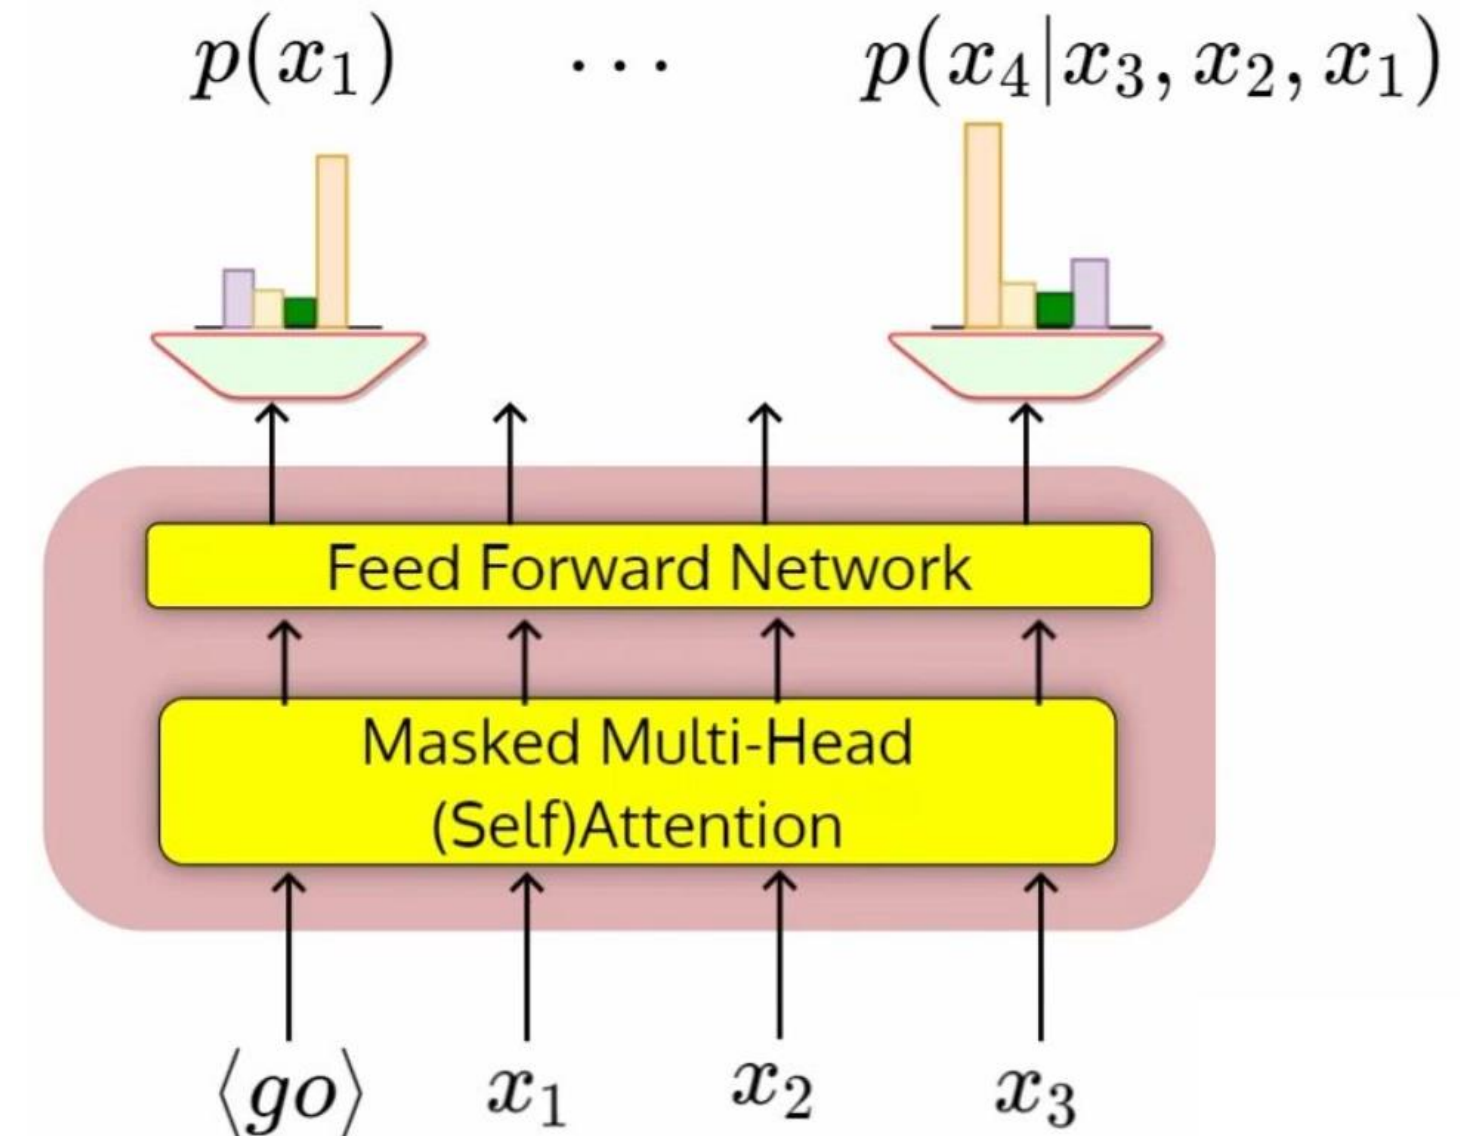 p(x₁) ... p(x₄|x₃, x₂, x₁)
Feed Forward Network
Masked Multi-Head
(Self)Attention
⟨go⟩ x₁ x₂ x₃